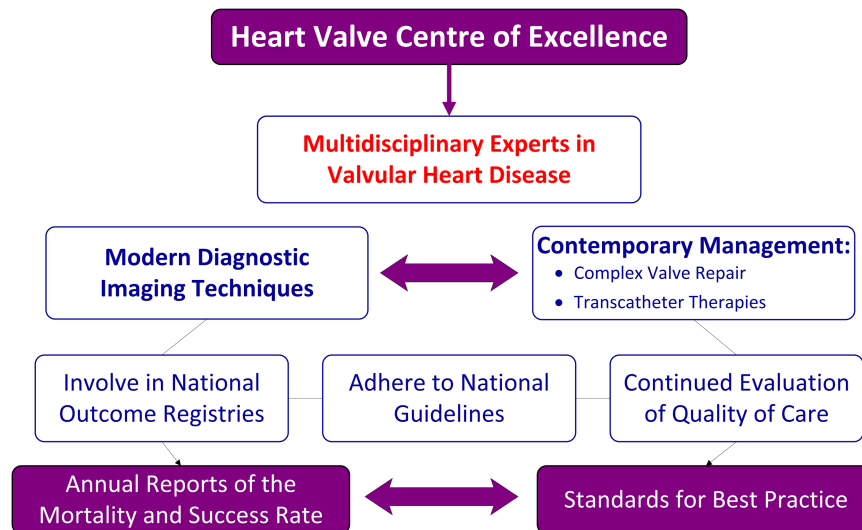 Heart Valve Centre of Excellence
Multidisciplinary Experts in
Valvular Heart Disease
Modern Diagnostic
Imaging Techniques
Contemporary Management:
• Complex Valve Repair
• Transcatheter Therapies
Involve in National
Outcome Registries
Adhere to National
Guidelines
Continued Evaluation
of Quality of Care
Annual Reports of the
Mortality and Success Rate
Standards for Best Practice